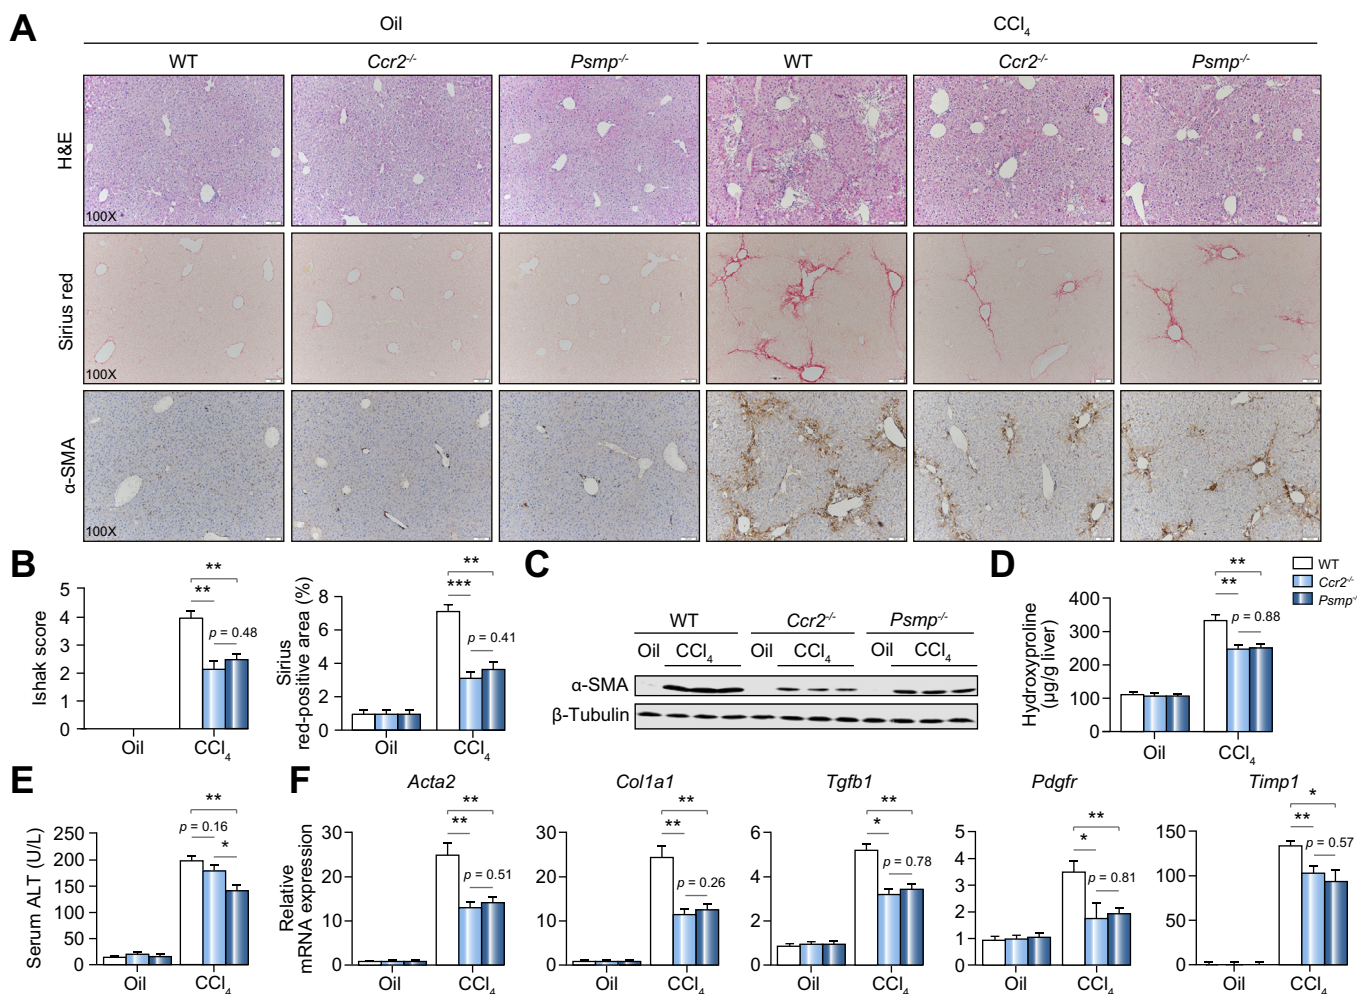 A
Oil
CCl4
WT
Ccr2-/-
Psmp-/-
WT
Ccr2-/-
Psmp-/-
H&E
100X
Sirius red
100X
α-SMA
100X
B
Ishak score
5
4
3
2
1
0
**
**
p = 0.48
Oil
CCl4
Sirius
red-positive area (%)
8
6
4
2
0
**
***
p = 0.41
Oil
CCl4
C
WT
Ccr2-/-
Psmp-/-
Oil
CCl4
Oil
CCl4
Oil
CCl4
α-SMA
β-Tubulin
D
Hydroxyproline
(μg/g liver)
400
300
200
100
0
**
**
p = 0.88
Oil
CCl4
WT
Ccr2-/-
Psmp-/
E
Serum ALT (U/L)
250
200
150
100
50
0
**
p = 0.16
*
Oil
CCl4
F
Relative
mRNA expression
Acta2
30
20
10
0
**
**
p = 0.51
Oil
CCl4
Col1a1
30
20
10
0
**
**
p = 0.26
Oil
CCl4
Tgfb1
6
4
2
0
**
*
p = 0.78
Oil
CCl4
Pdgfr
5
4
3
2
1
0
**
*
p = 0.81
Oil
CCl4
Timp1
150
100
50
0
*
**
p = 0.57
Oil
CCl4